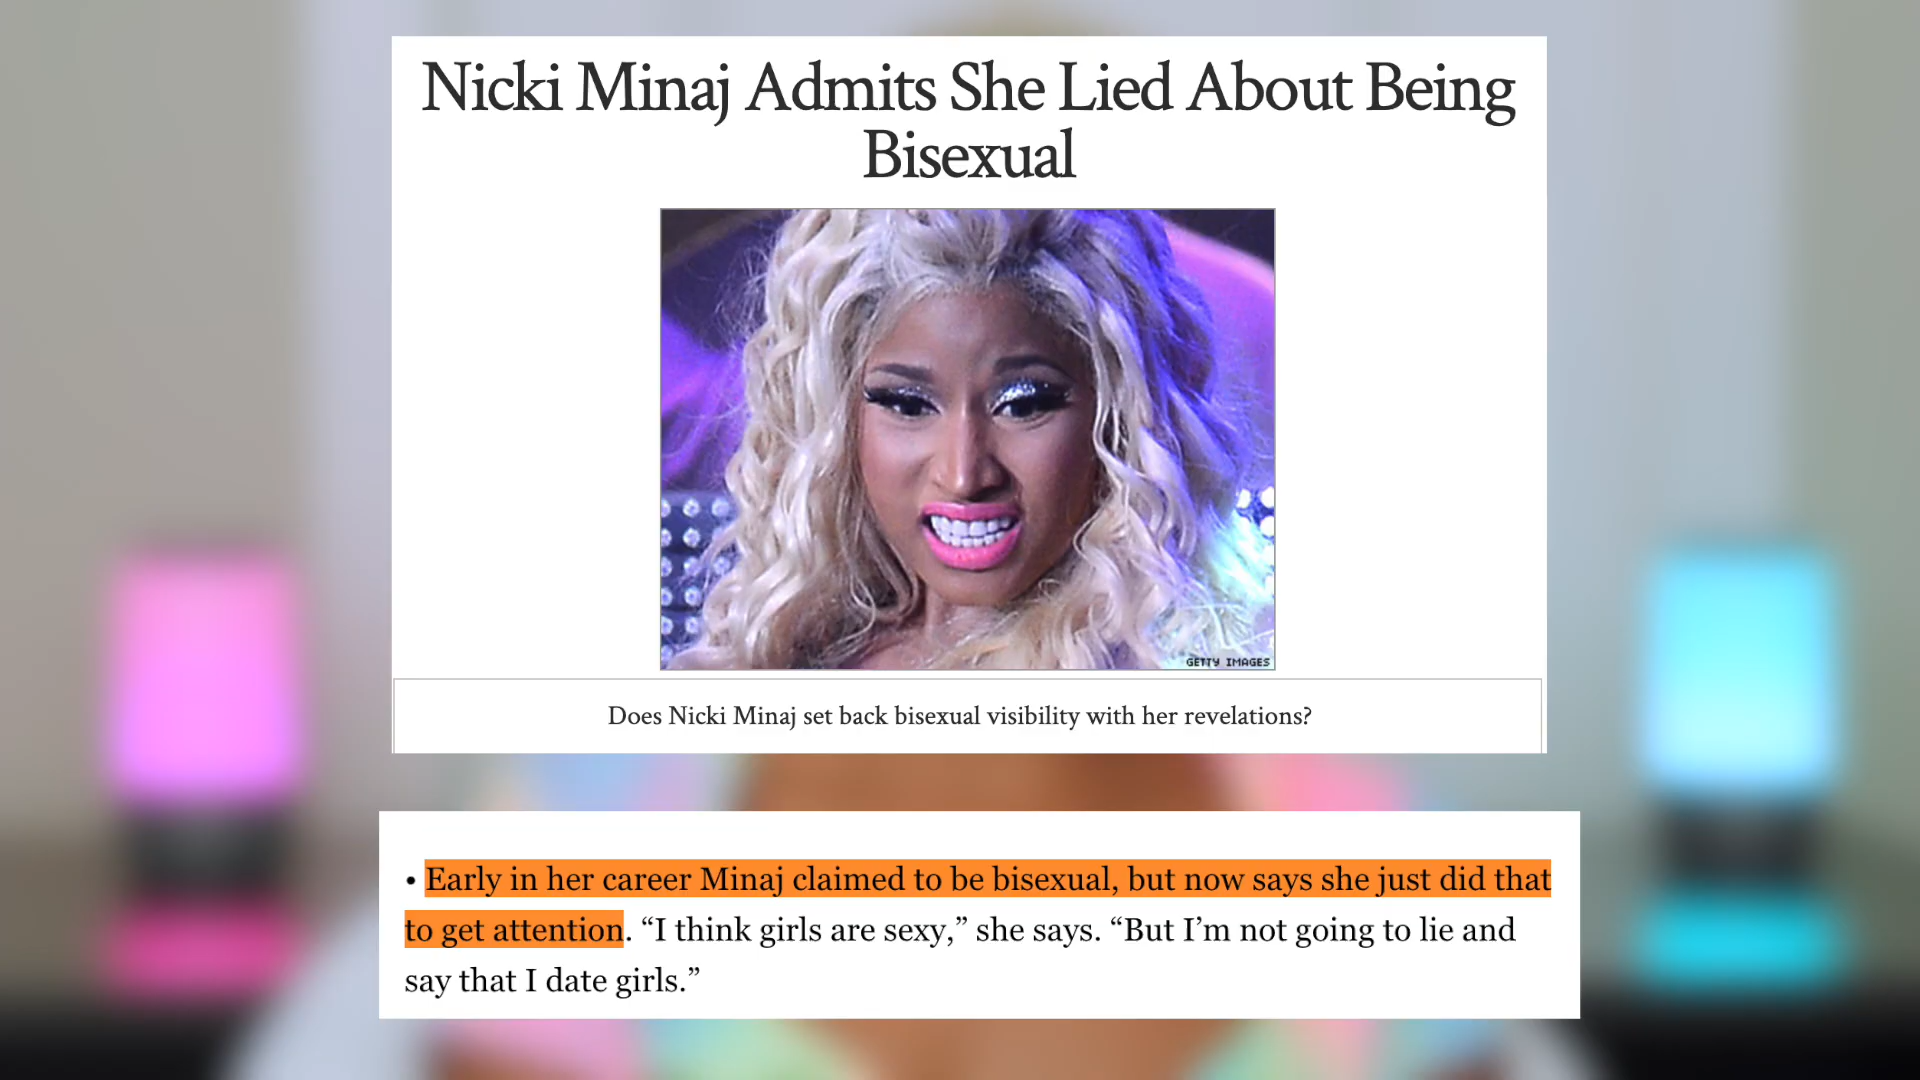 Nicki Minaj Admits She Lied About Being
Bisexual
GETTY IMAGES
Does Nicki Minaj set back bisexual visibility with her revelations?
• Early in her career Minaj claimed to be bisexual, but now says she just did that
to get attention. “I think girls are sexy,” she says. “But I’m not going to lie and
say that I date girls.”